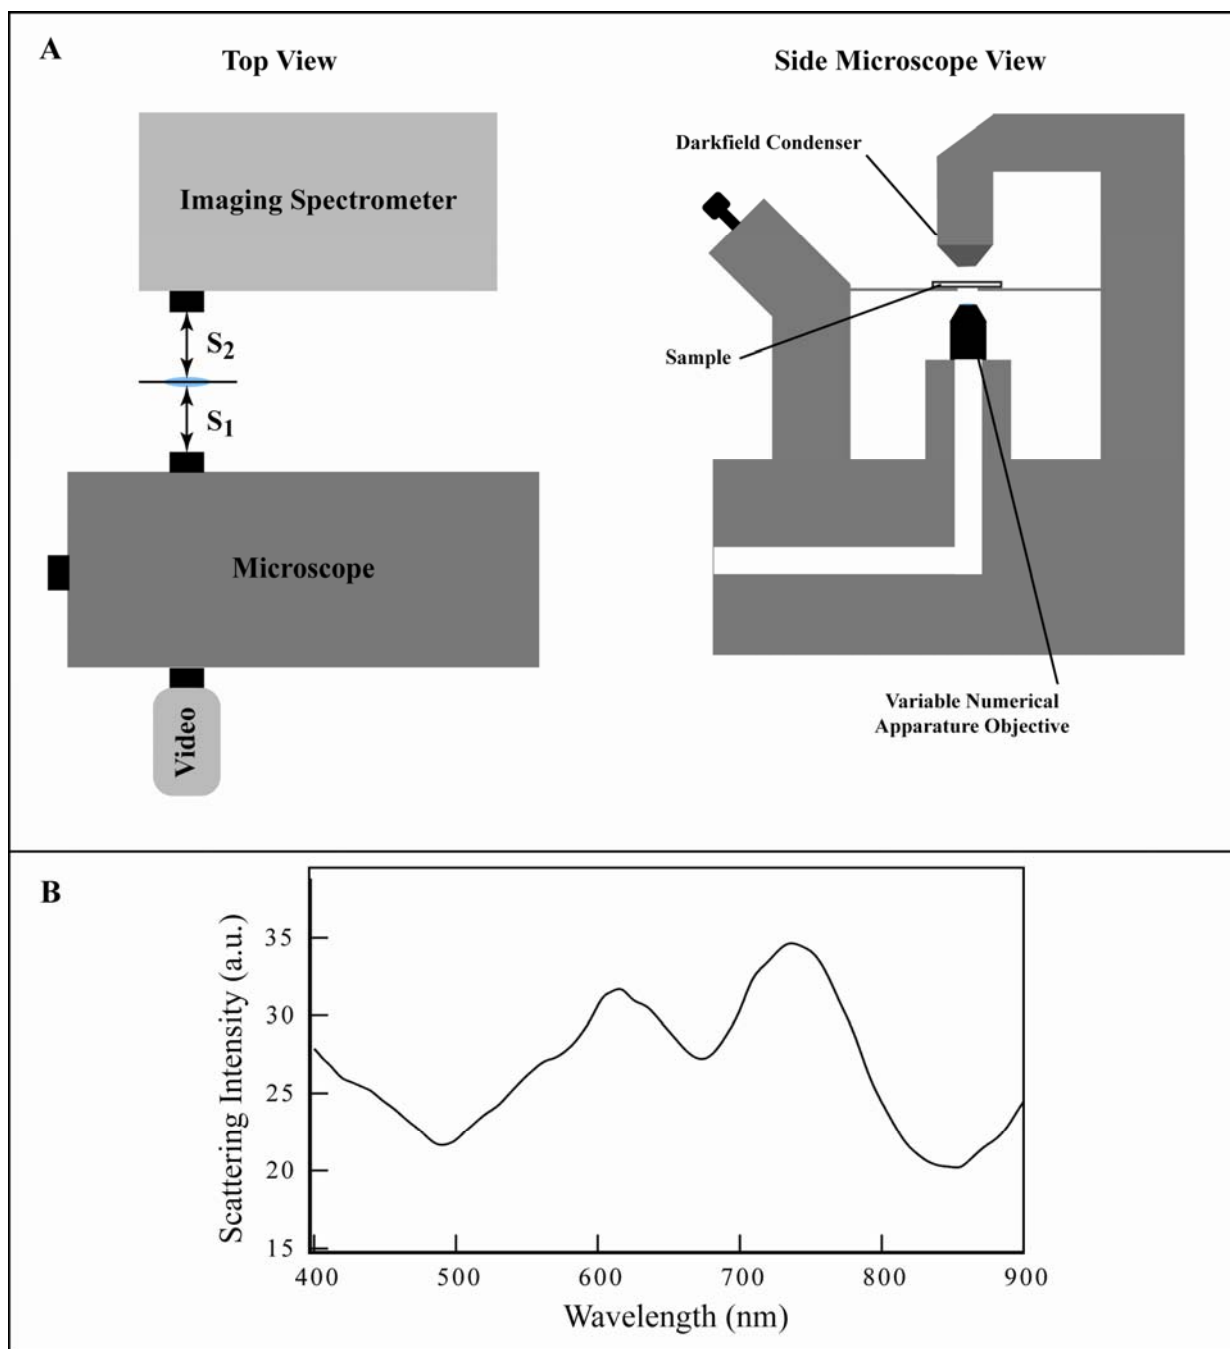 A
Top View
Side Microscope View
Imaging Spectrometer
S2
S1
Microscope
Video
Darkfield Condenser
Sample
Variable Numerical
Apparature Objective
B
Scattering Intensity (a.u.)
35
30
25
20
15
400 500 600 700 800 900
Wavelength (nm)